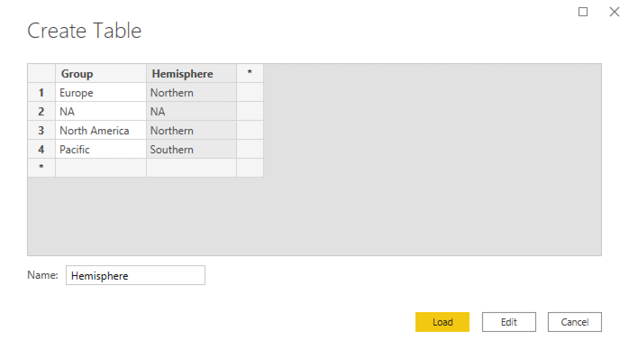 Create Table
Group Hemisphere *
1 Europe Northern
2 NA NA
3 North America Northern
4 Pacific Southern
*
Name: Hemisphere
Load Edit Cancel